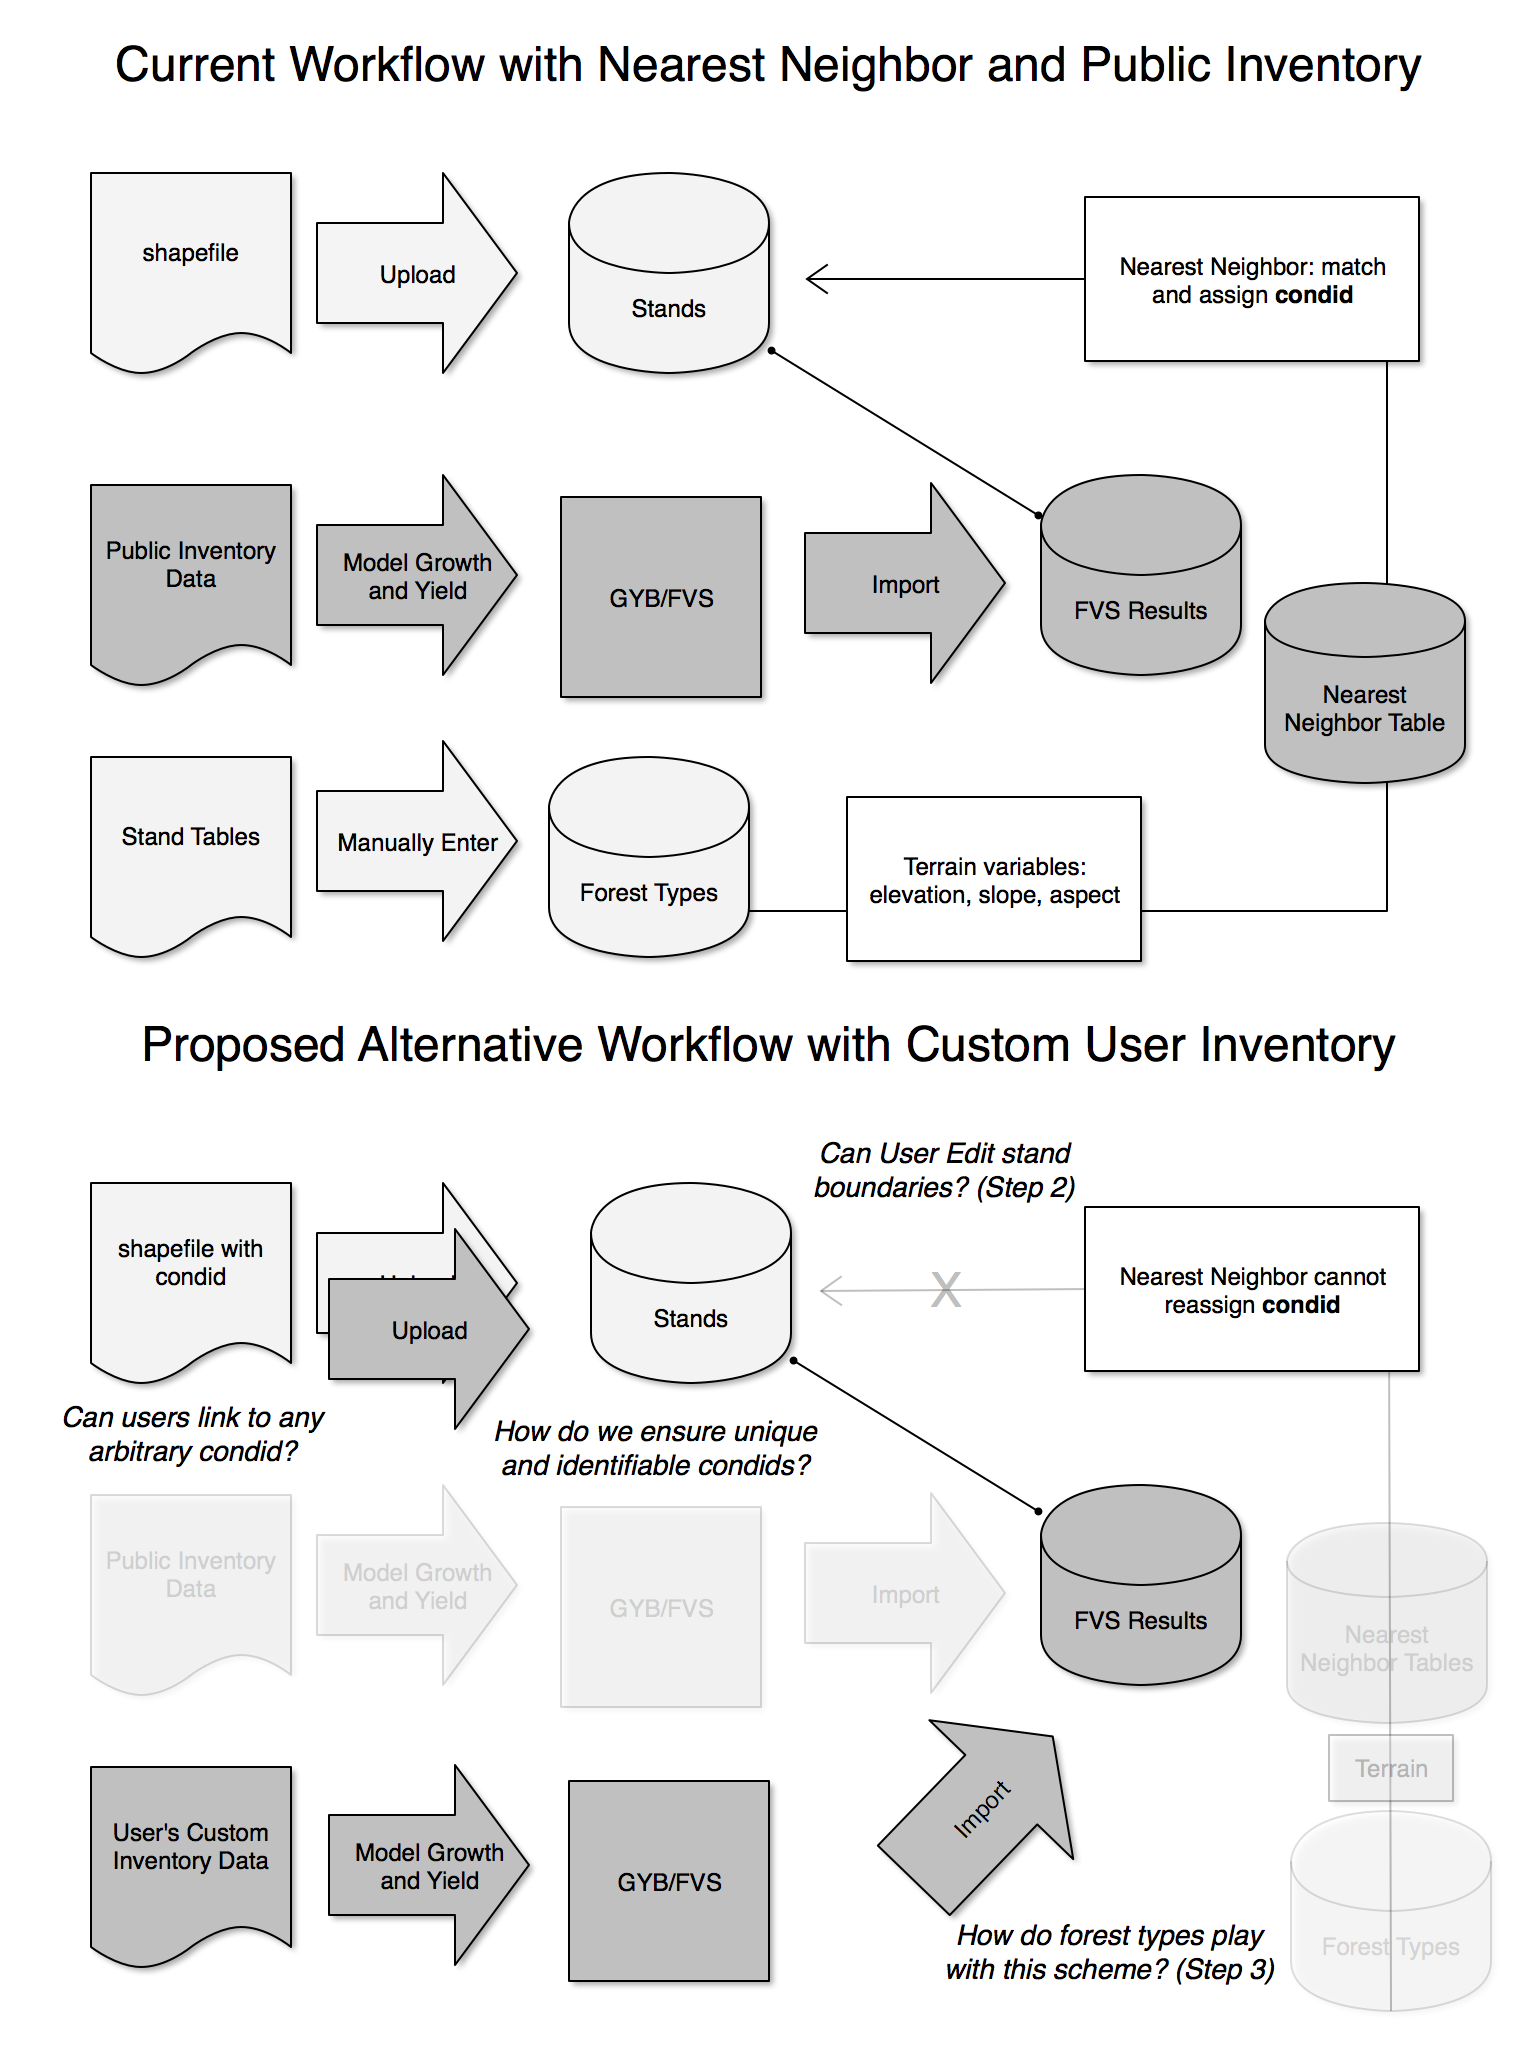 Current Workflow with Nearest Neighbor and Public Inventory
shapefile
Upload
Stands
Nearest Neighbor: match
and assign condid
Public Inventory
Data
Model Growth
and Yield
GYB/FVS
Import
FVS Results
Nearest
Neighbor Table
Stand Tables
Manually Enter
Forest Types
Terrain variables:
elevation, slope, aspect
Proposed Alternative Workflow with Custom User Inventory
Can User Edit stand
boundaries? (Step 2)
shapefile with
condid
Upload
Stands
X
Nearest Neighbor cannot
reassign condid
Can users link to any
arbitrary condid?
How do we ensure unique
and identifiable condids?
Public Inventory
Data
Model Growth
and Yield
GYB/FVS
Import
FVS Results
Nearest
Neighbor Tables
Terrain
Forest Types
User's Custom
Inventory Data
Model Growth
and Yield
GYB/FVS
Import
How do forest types play
with this scheme? (Step 3)